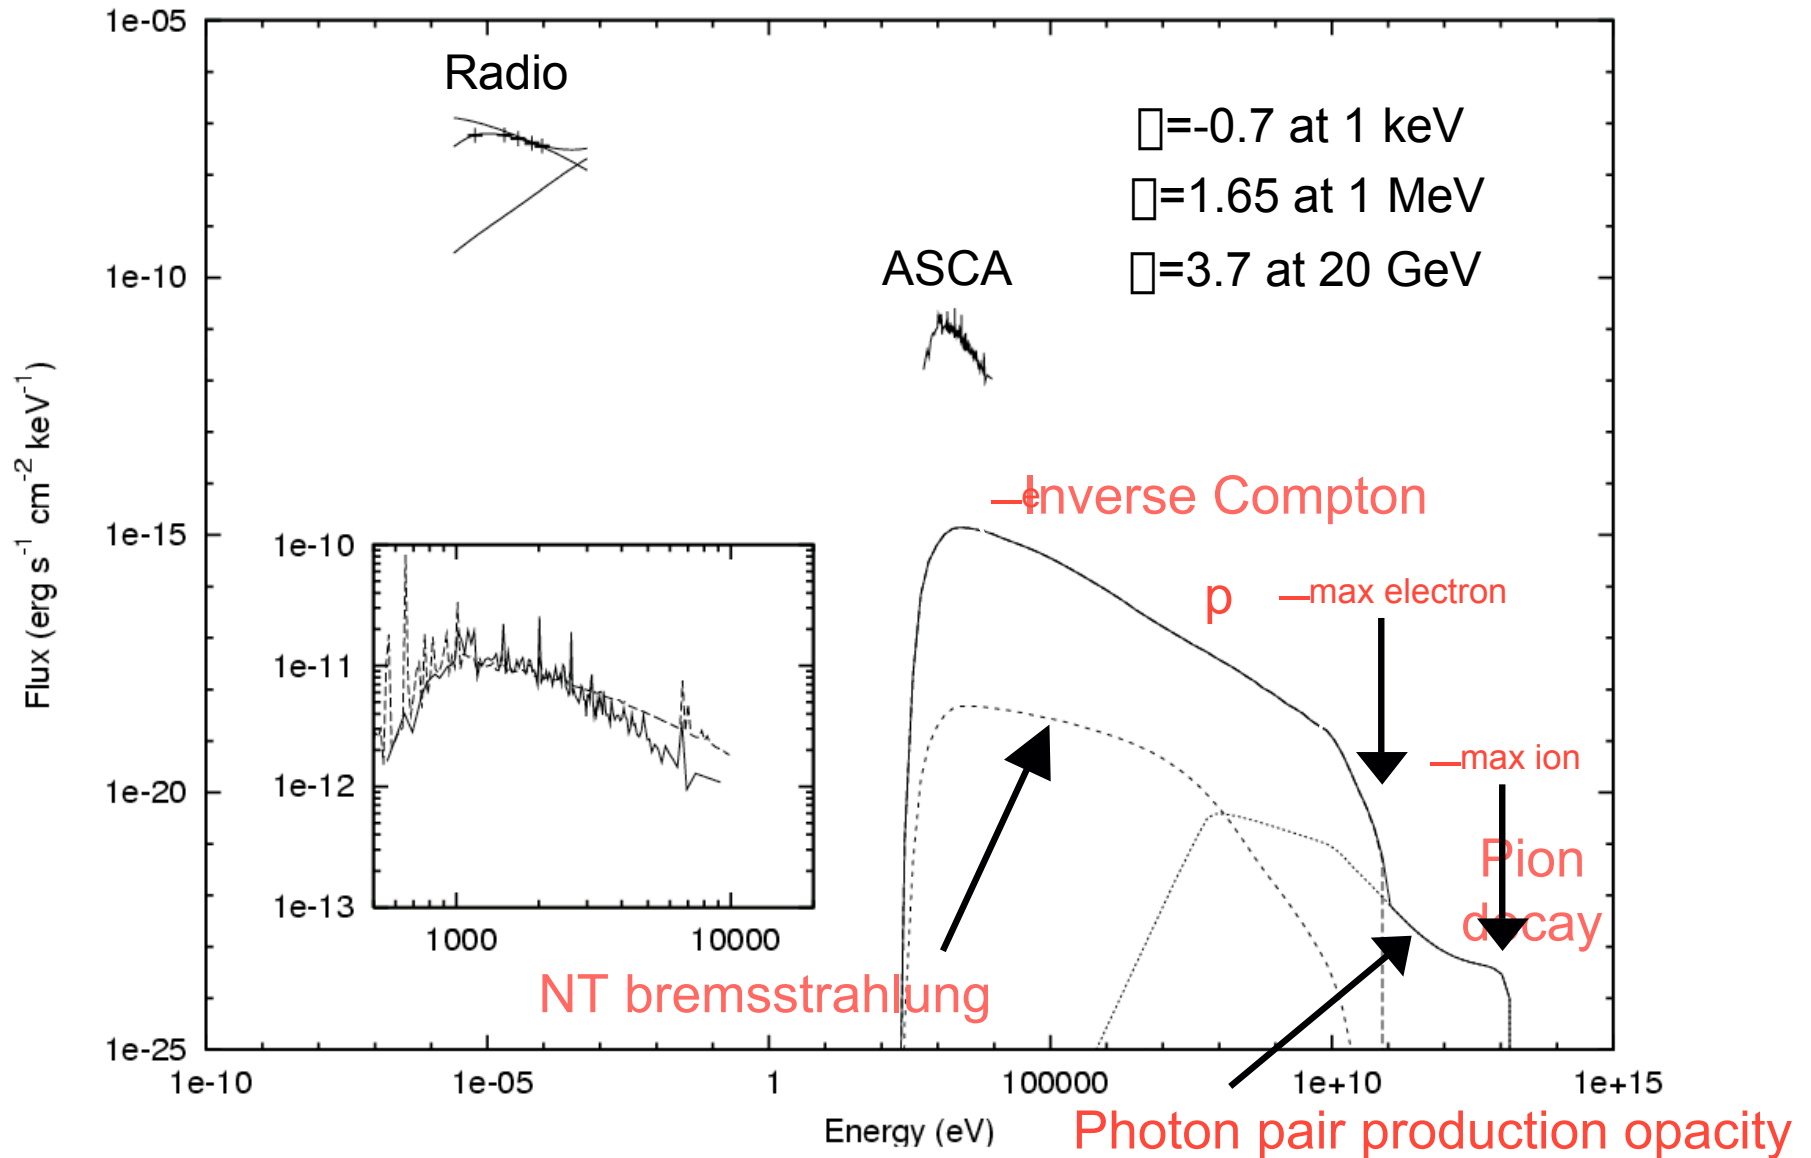 1e-05
Radio
▯=-0.7 at 1 keV
▯=1.65 at 1 MeV
▯=3.7 at 20 GeV
1e-10
ASCA
Flux (erg s⁻¹ cm⁻² keV⁻¹)
–e
Inverse Compton
1e-15
1e-10
p
–max electron
1e-11
–max ion
1e-12
1e-20
Pion
decay
1e-13
1000 10000
NT bremsstrahlung
1e-25
1e-10 1e-05 1 100000 1e+10 1e+15
Energy (eV)
Photon pair production opacity